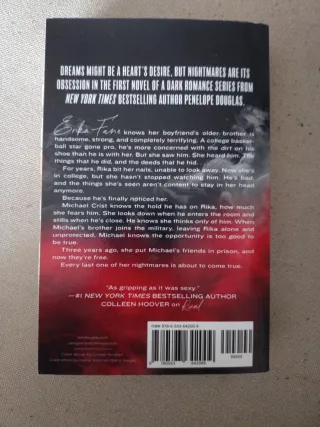 DREAMS MIGHT BE A HEART'S DESIRE, BUT NIGHTMARES ARE ITS
OBSESSION IN THE FIRST NOVEL OF A DARK ROMANCE SERIES FROM
NEW YORK TIMES BESTSELLING AUTHOR PENELOPE DOUGLAS.
Erika Fane knows her boyfriend's older brother is
handsome, strong, and completely terrifying. A college basket-
ball star gone pro, he's more concerned with the dirt on his
shoe than he is with her. But she saw him. She heard him. The
things that he did, and the deeds that he hid.
For years, Rika bit her nails, unable to look away. Now she's
in college, but she hasn't stopped watching him. He's bad,
and the things she's seen aren't content to stay in her head
anymore.
Because he's finally noticed her.
Michael Crist knows the hold he has on Rika, how much
she fears him. She looks down when he enters the room and
stills when he's close. He knows she thinks only of him. When
Michael's brother joins the military, leaving Rika alone and
unprotected, Michael knows the opportunity is too good to
be true.
Three years ago, she put Michael's friends in prison, and
now they're free.
Every last one of her nightmares is about to come true.
"As gripping as it was sexy."
—#1 NEW YORK TIMES BESTSELLING AUTHOR
COLLEEN HOOVER on